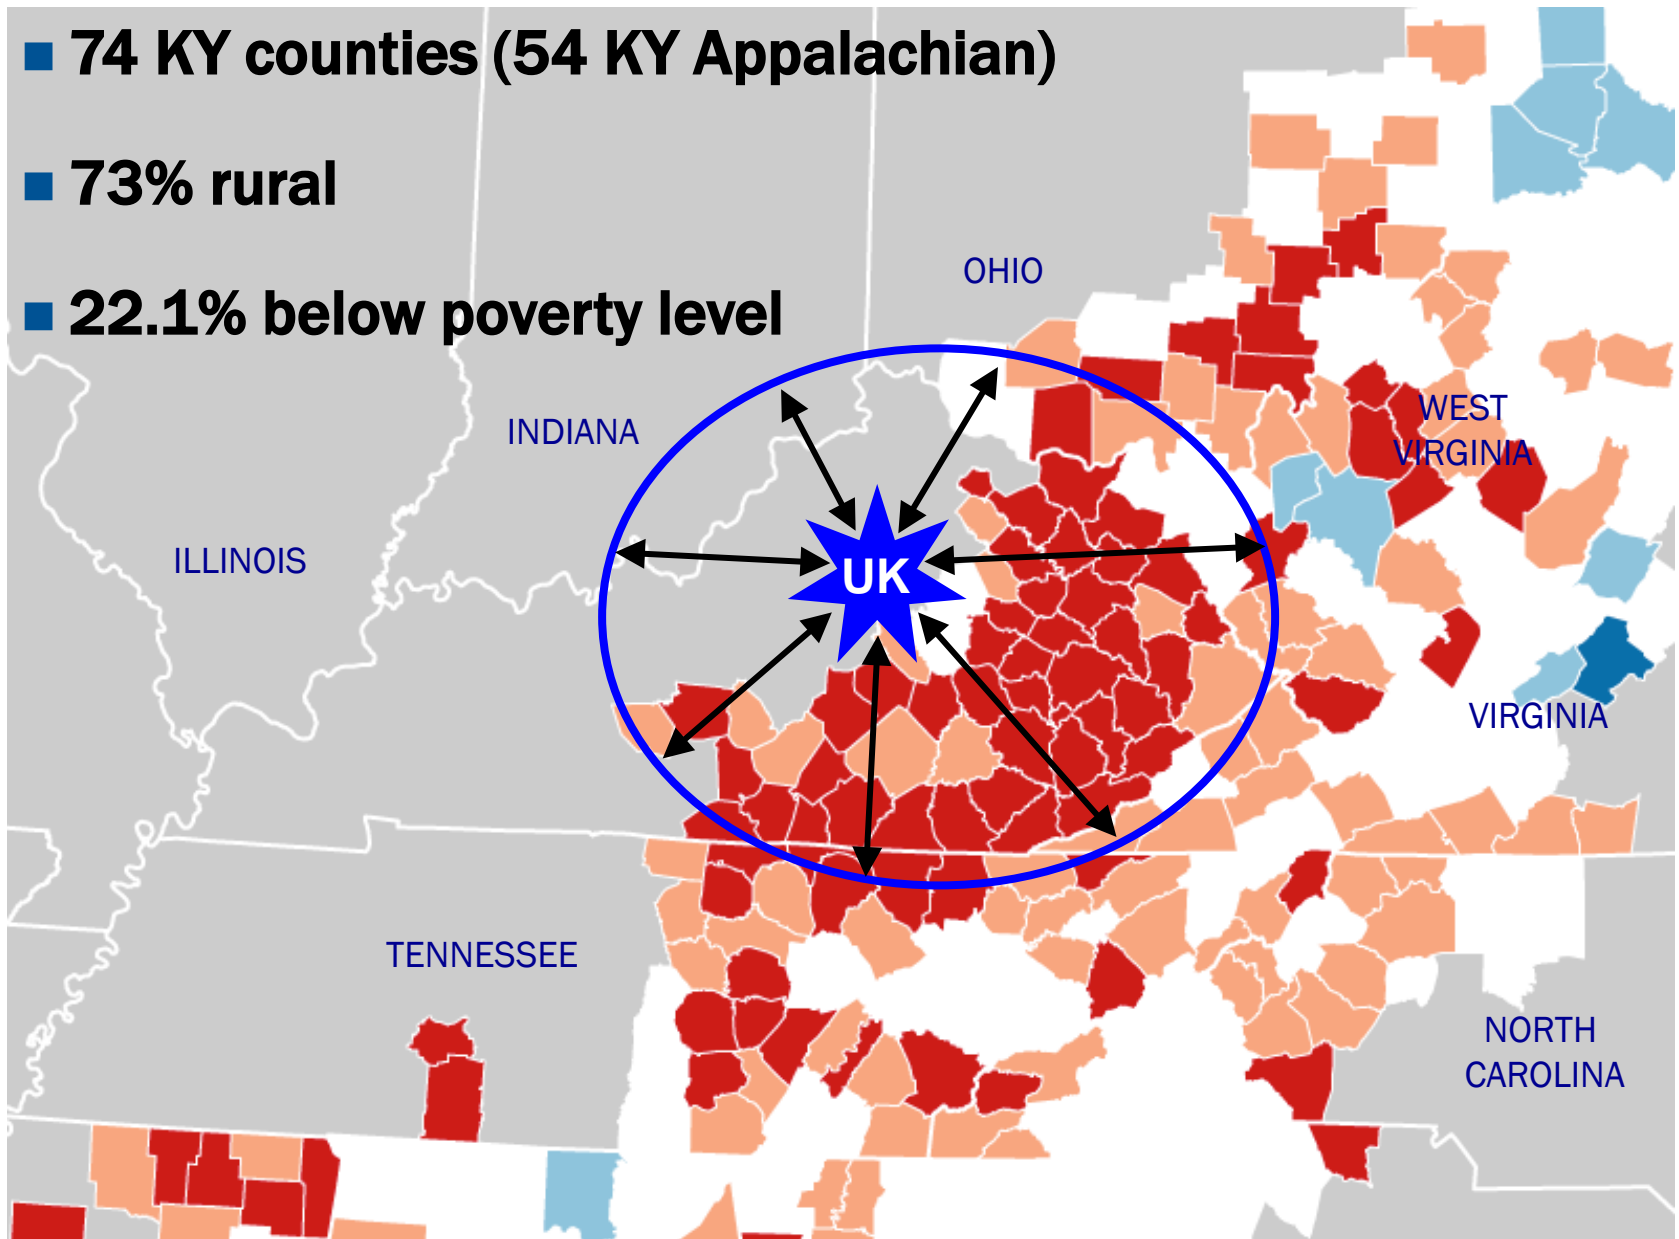 74 KY counties (54 KY Appalachian)
73% rural
22.1% below poverty level
OHIO
INDIANA
WEST
VIRGINIA
ILLINOIS
UK
VIRGINIA
TENNESSEE
NORTH
CAROLINA